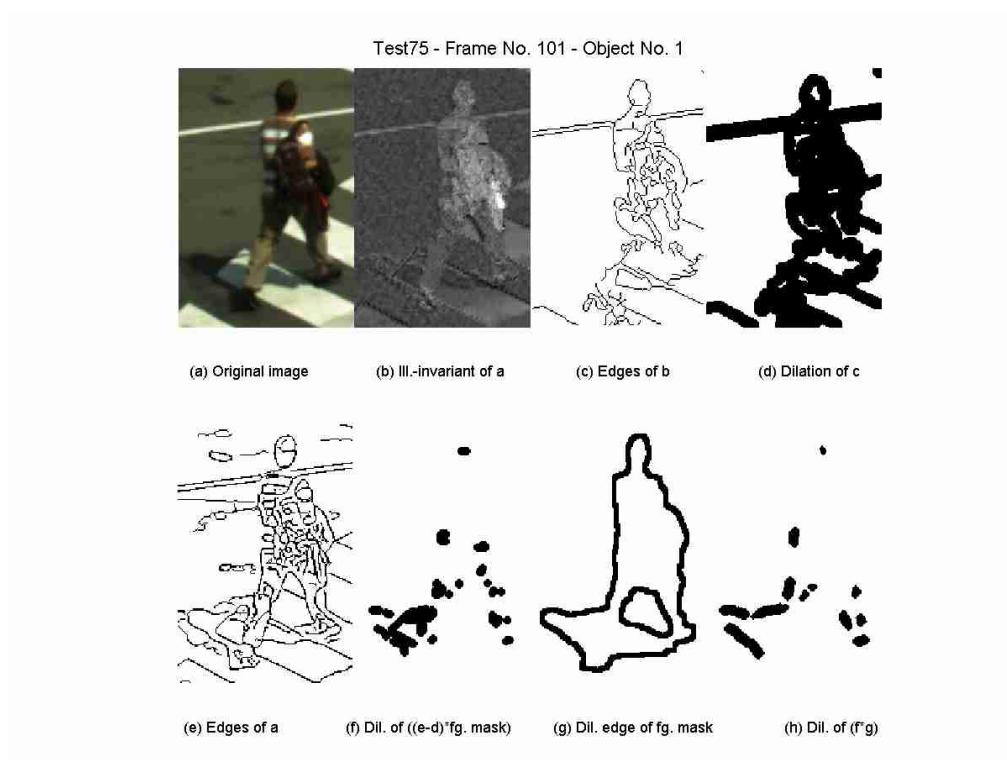 Test75 - Frame No. 101 - Object No. 1
(a) Original image
(b) Ill.-invariant of a
(c) Edges of b
(d) Dilation of c
(e) Edges of a
(f) Dil. of ((e-d)*fg. mask)
(g) Dil. edge of fg. mask
(h) Dil. of (f*g)